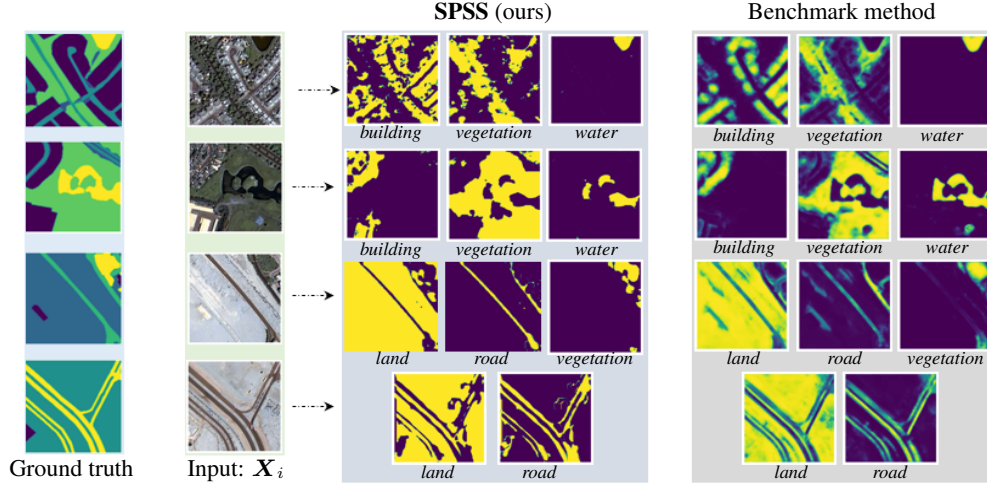 SPSS (ours) Benchmark method
building vegetation water building vegetation water
building vegetation water building vegetation water
land road vegetation land road vegetation
land road land road
Ground truth Input: X_i